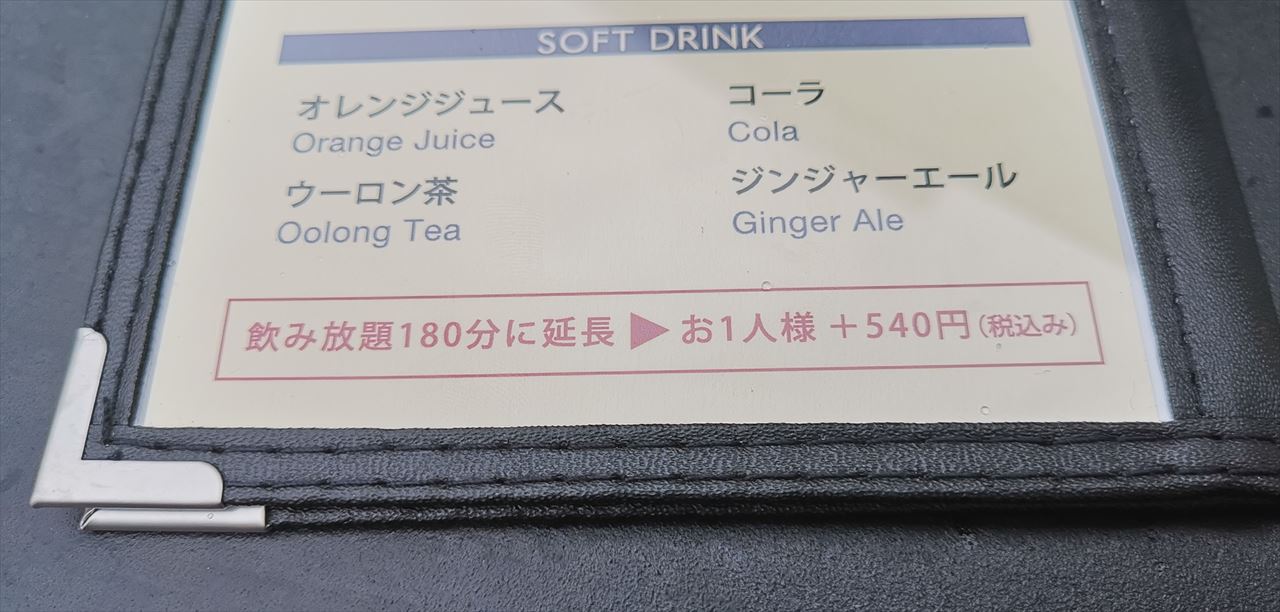 SOFT DRINK
オレンジジュース
Orange Juice
コーラ
Cola
ウーロン茶
Oolong Tea
ジンジャーエール
Ginger Ale
飲み放題180分に延長▶お1人様+540円(税込み)